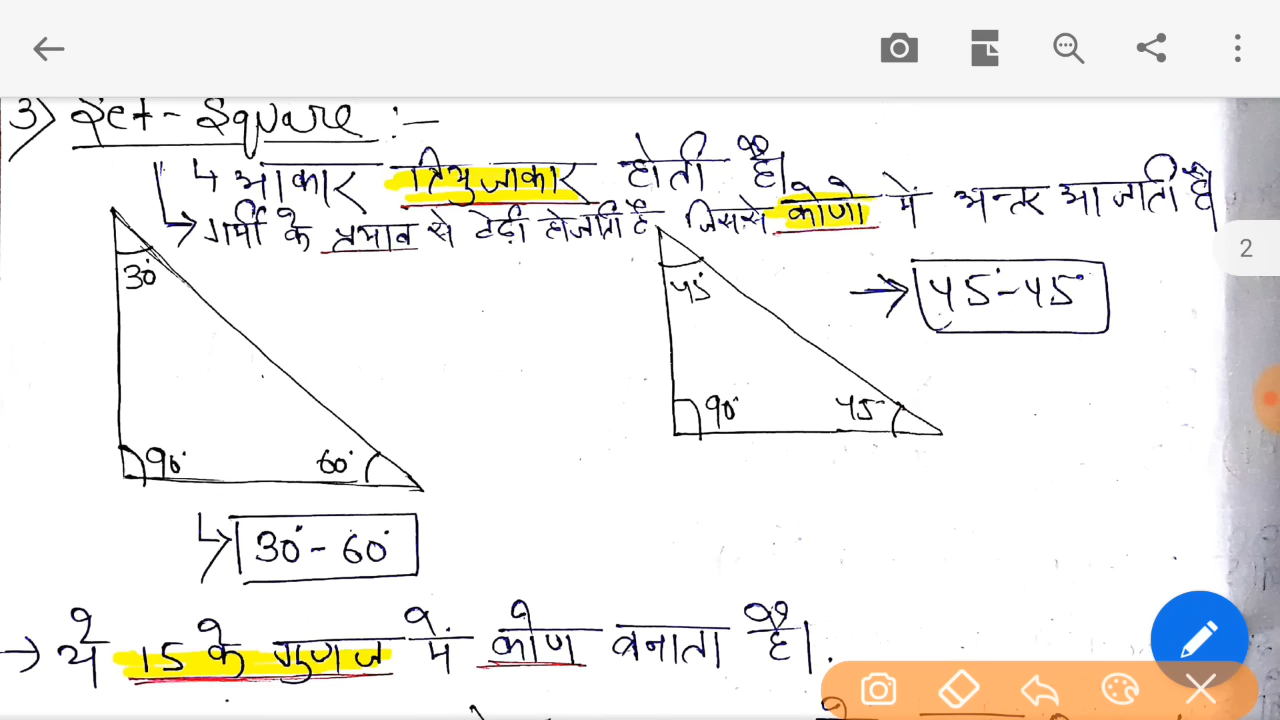 3) Set-Square :-
↳ आकार त्रिभुजाकार होती है।
↳ गर्मी के प्रभाव से टेढ़ी हो जाती है जिससे कोणो में अन्तर आ जाती है।
30°
45°
→ 45°-45°
2
90°
45°
90°
60°
↳ 30°-60°
→ ये 15 के गुणज में कोण बनाता है।